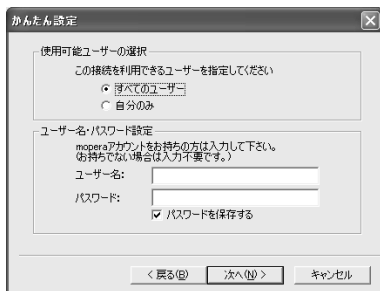 かんたん設定
使用可能ユーザーの選択
この接続を利用できるユーザーを指定してください
すべてのユーザー
自分のみ
ユーザー名・パスワード設定
moperaアカウントをお持ちの方は入力して下さい。
(お持ちでない場合は入力不要です。)
ユーザー名:
パスワード:
パスワードを保存する
< 戻る(B) 次へ(N) > キャンセル